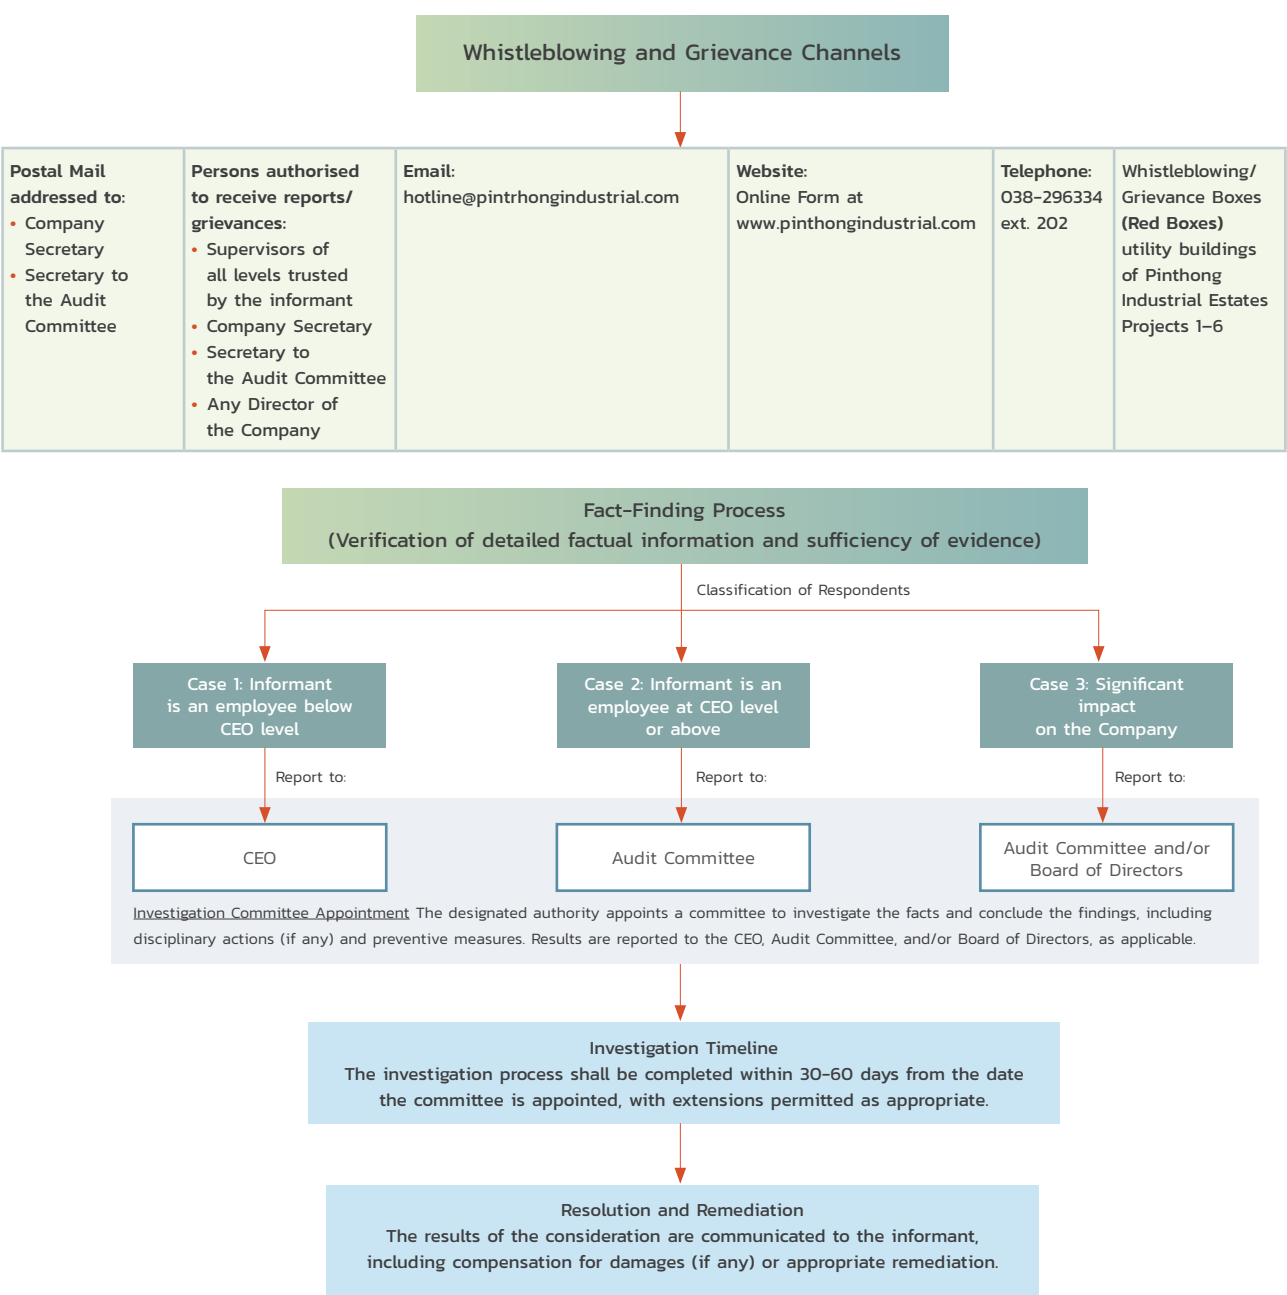 Whistleblowing and Grievance Channels
Postal Mail
addressed to:
• Company
Secretary
• Secretary to
the Audit
Committee
Persons authorised
to receive reports/
grievances:
• Supervisors of
all levels trusted
by the informant
• Company Secretary
• Secretary to
the Audit Committee
• Any Director of
the Company
Email:
hotline@pintrhongindustrial.com
Website:
Online Form at
www.pinthongindustrial.com
Telephone:
038-296334
ext. 202
Whistleblowing/
Grievance Boxes
(Red Boxes)
utility buildings
of Pinthong
Industrial Estates
Projects 1–6
Fact-Finding Process
(Verification of detailed factual information and sufficiency of evidence)
Classification of Respondents
Case 1: Informant
is an employee below
CEO level
Case 2: Informant is an
employee at CEO level
or above
Case 3: Significant
impact
on the Company
Report to:
Report to:
Report to:
CEO
Audit Committee
Audit Committee and/or
Board of Directors
Investigation Committee Appointment The designated authority appoints a committee to investigate the facts and conclude the findings, including
disciplinary actions (if any) and preventive measures. Results are reported to the CEO, Audit Committee, and/or Board of Directors, as applicable.
Investigation Timeline
The investigation process shall be completed within 30-60 days from the date
the committee is appointed, with extensions permitted as appropriate.
Resolution and Remediation
The results of the consideration are communicated to the informant,
including compensation for damages (if any) or appropriate remediation.